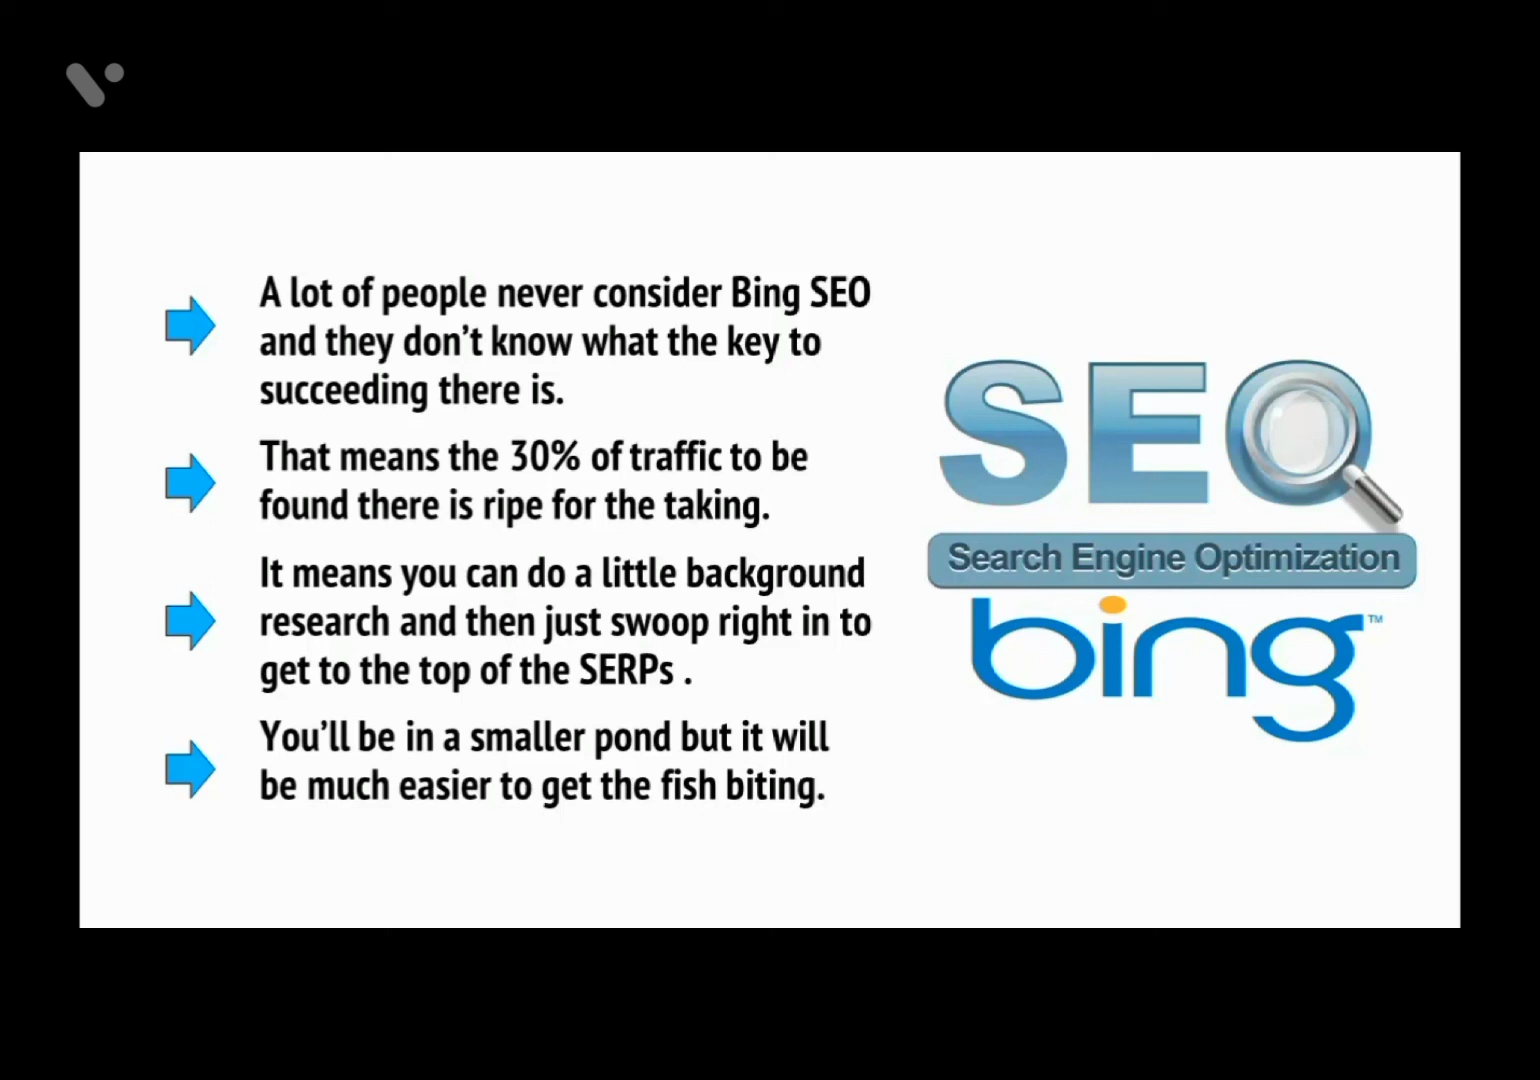 A lot of people never consider Bing SEO
and they don't know what the key to
succeeding there is.
That means the 30% of traffic to be
found there is ripe for the taking.
It means you can do a little background
research and then just swoop right in to
get to the top of the SERPs .
You'll be in a smaller pond but it will
be much easier to get the fish biting.
SEO
Search Engine Optimization
bing™